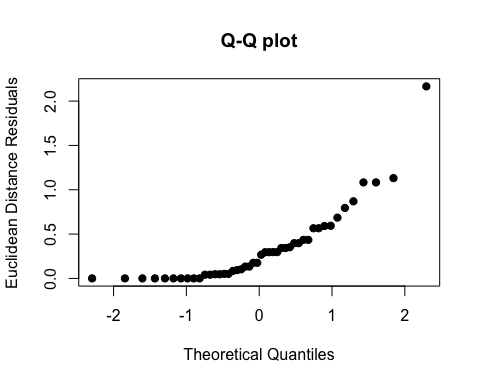 Q-Q plot
Euclidean Distance Residuals
2.0
1.5
1.0
0.5
0.0
-2 -1 0 1 2
Theoretical Quantiles